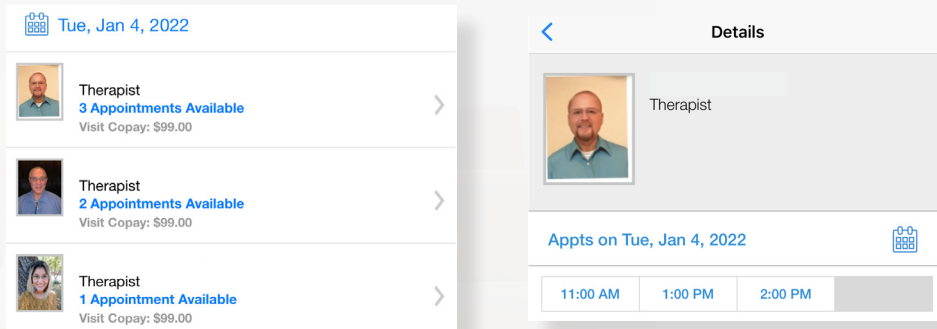 Tue, Jan 4, 2022
Therapist
3 Appointments Available
Visit Copay: $99.00
Therapist
2 Appointments Available
Visit Copay: $99.00
Therapist
1 Appointment Available
Visit Copay: $99.00
Details
Therapist
Appts on Tue, Jan 4, 2022
11:00 AM 1:00 PM 2:00 PM